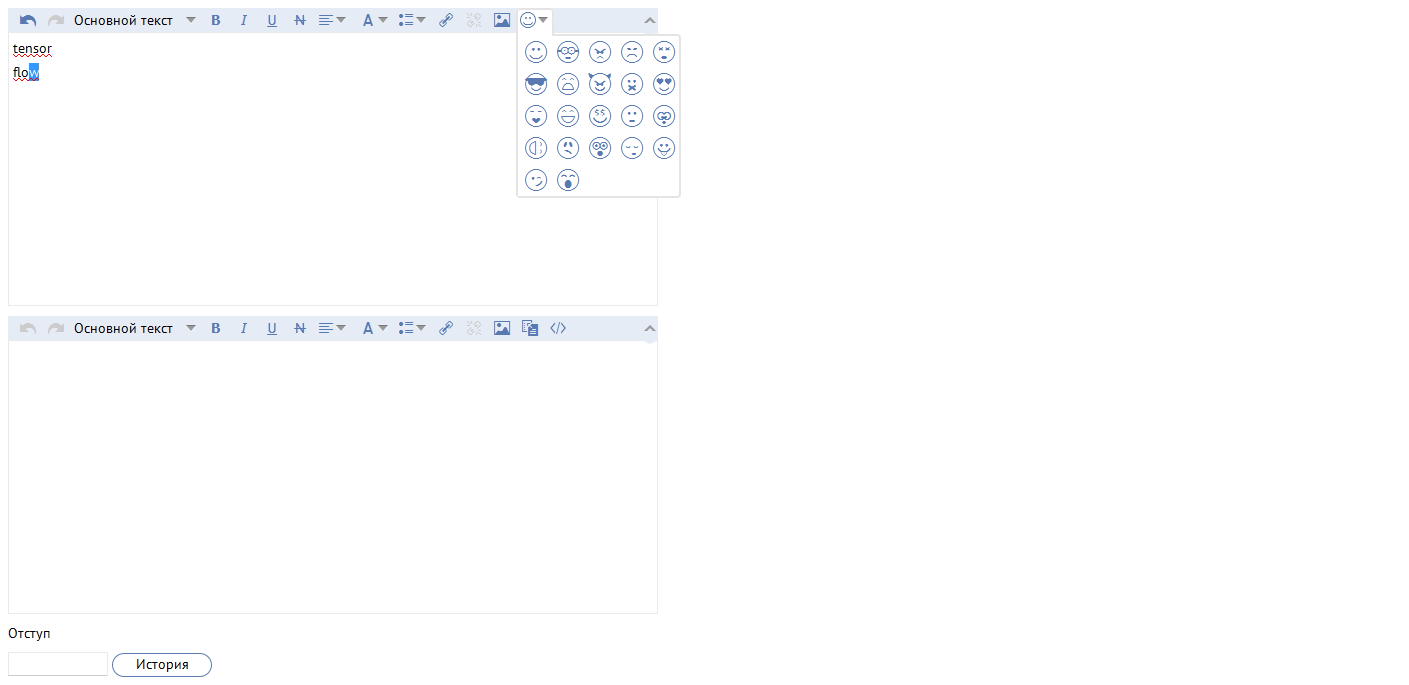 Основной текст B I U N A
tensor
flow
Основной текст B I U N A </>
Отступ
История